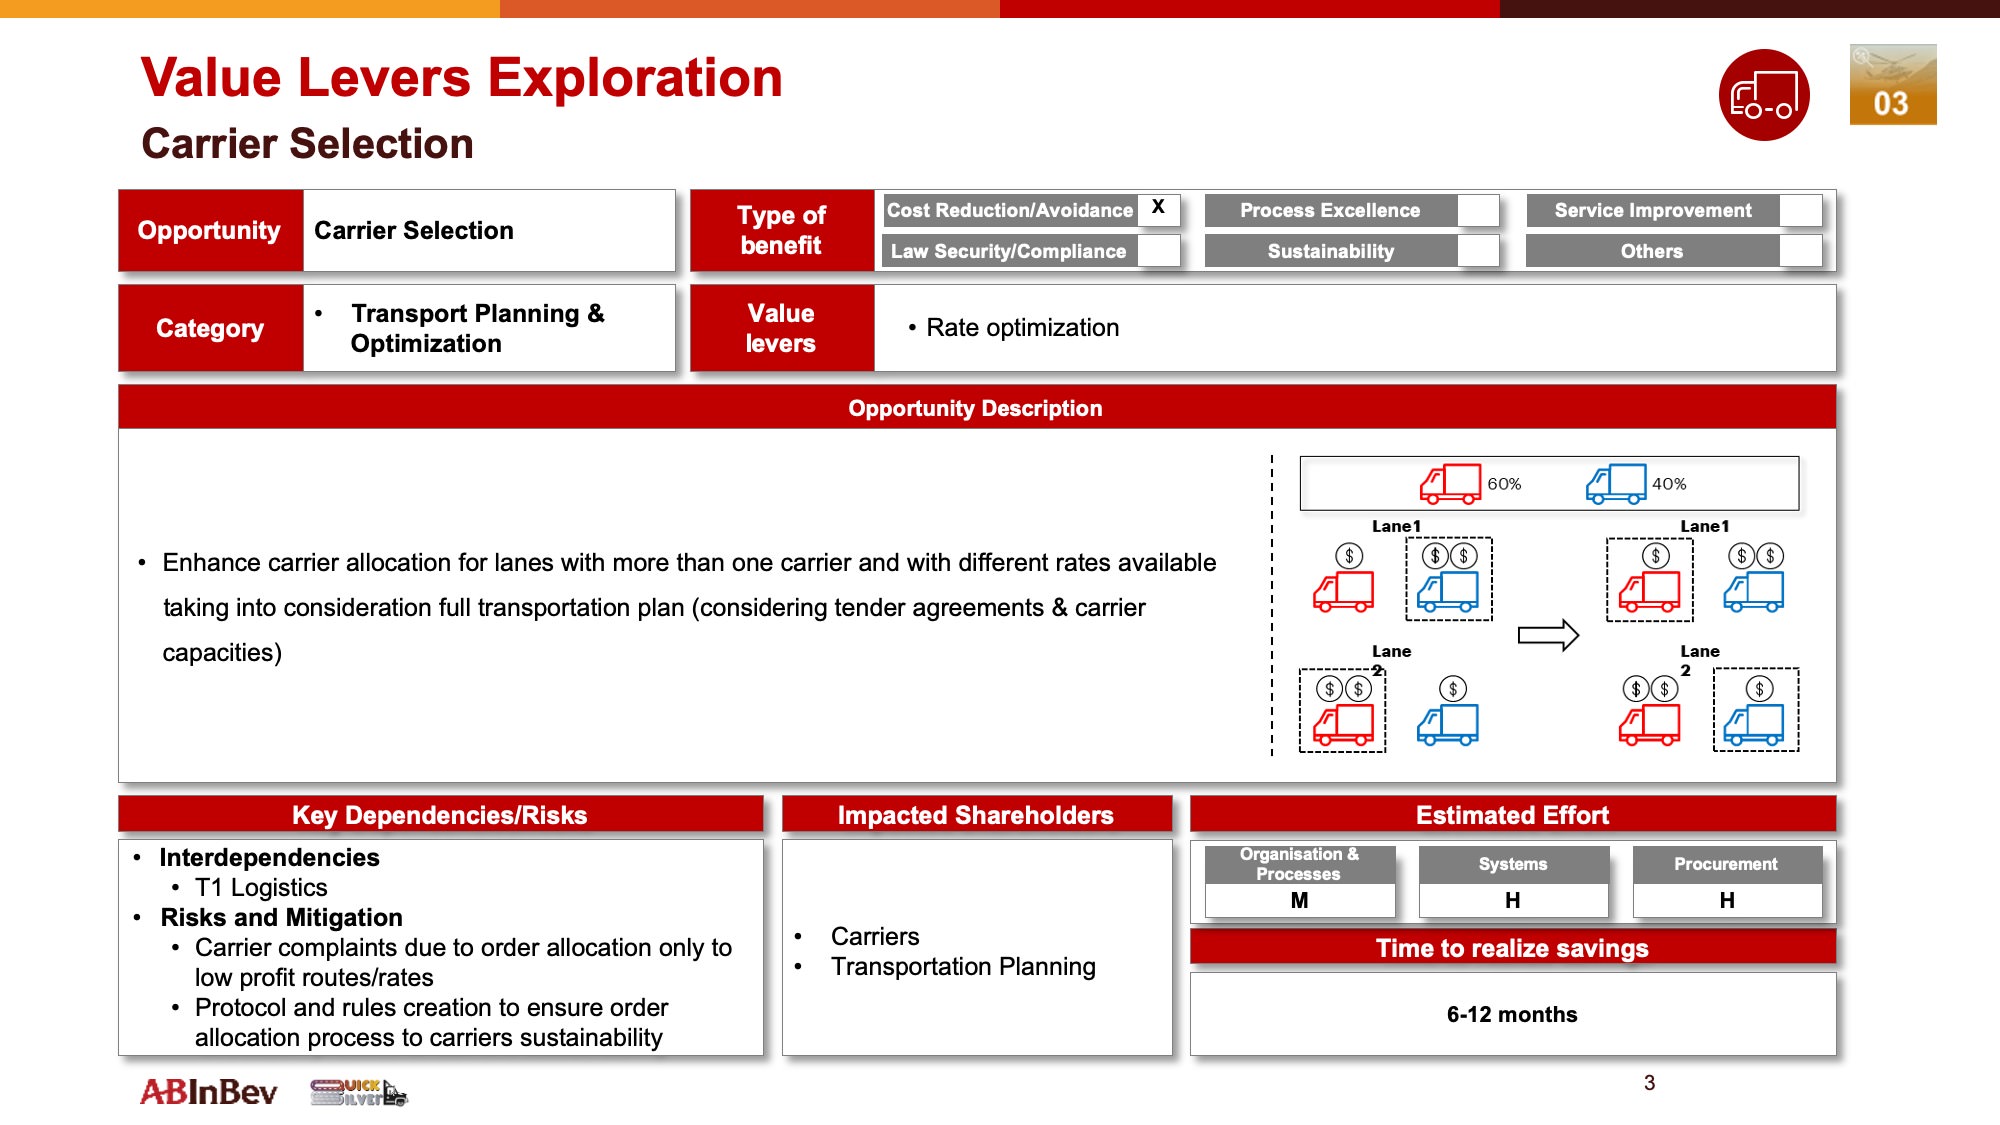 Value Levers Exploration
Carrier Selection
03
Opportunity
Carrier Selection
Type of
benefit
Cost Reduction/Avoidance
X
Process Excellence
Service Improvement
Law Security/Compliance
Sustainability
Others
Category
• Transport Planning &
Optimization
Value
levers
• Rate optimization
Opportunity Description
• Enhance carrier allocation for lanes with more than one carrier and with different rates available
taking into consideration full transportation plan (considering tender agreements & carrier
capacities)
60%
40%
Lane1
Lane1
$
$ $
$
$ $
Lane
2
Lane
2
$ $
$
$ $
$
Key Dependencies/Risks
• Interdependencies
• T1 Logistics
• Risks and Mitigation
• Carrier complaints due to order allocation only to
low profit routes/rates
• Protocol and rules creation to ensure order
allocation process to carriers sustainability
Impacted Shareholders
• Carriers
• Transportation Planning
Estimated Effort
Organisation &
Processes
M
Systems
H
Procurement
H
Time to realize savings
6-12 months
ABInBev
QUICK
SILVER
3